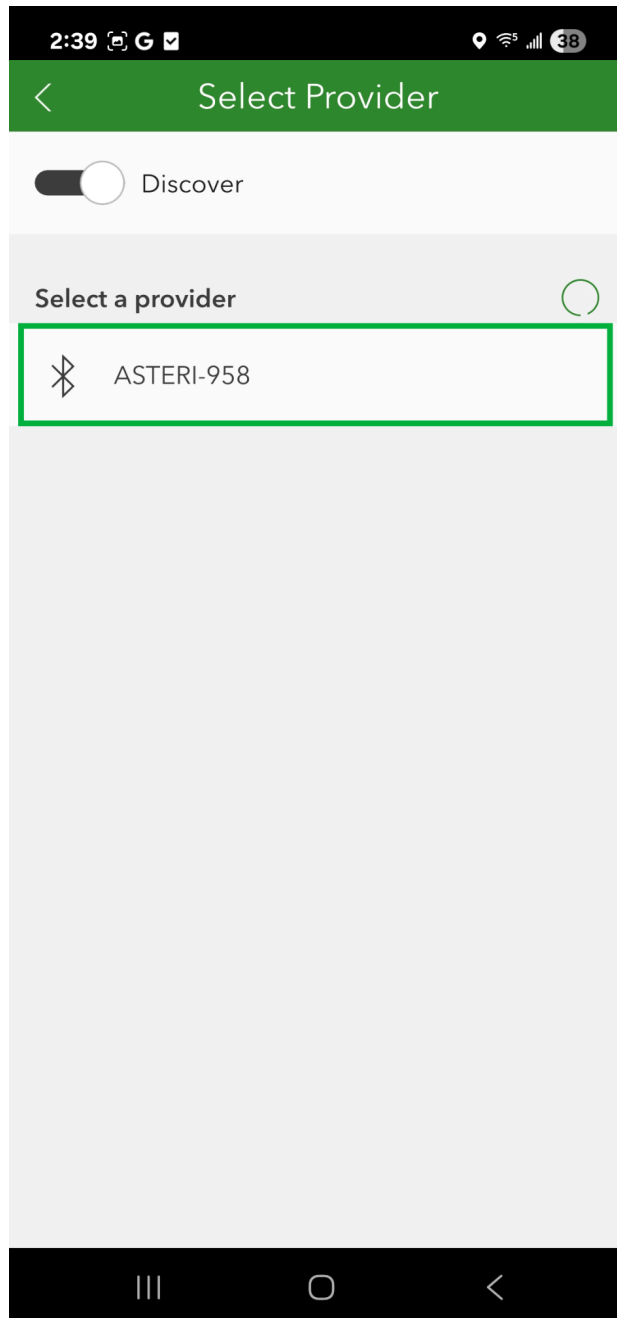 2:39 G 38
Select Provider
Discover
Select a provider
ASTERI-958